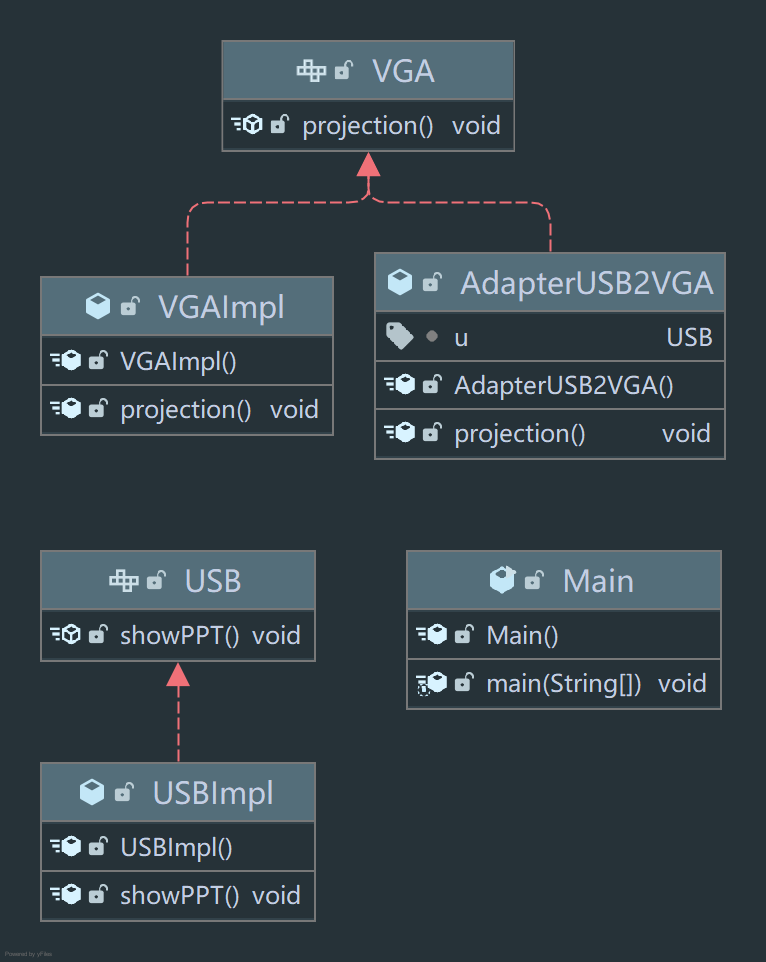 VGA
projection() void
VGAImpl
VGAImpl()
projection() void
AdapterUSB2VGA
u USB
AdapterUSB2VGA()
projection() void
USB
showPPT() void
USBImpl
USBImpl()
showPPT() void
Main
Main()
main(String[]) void
Powered by yFiles